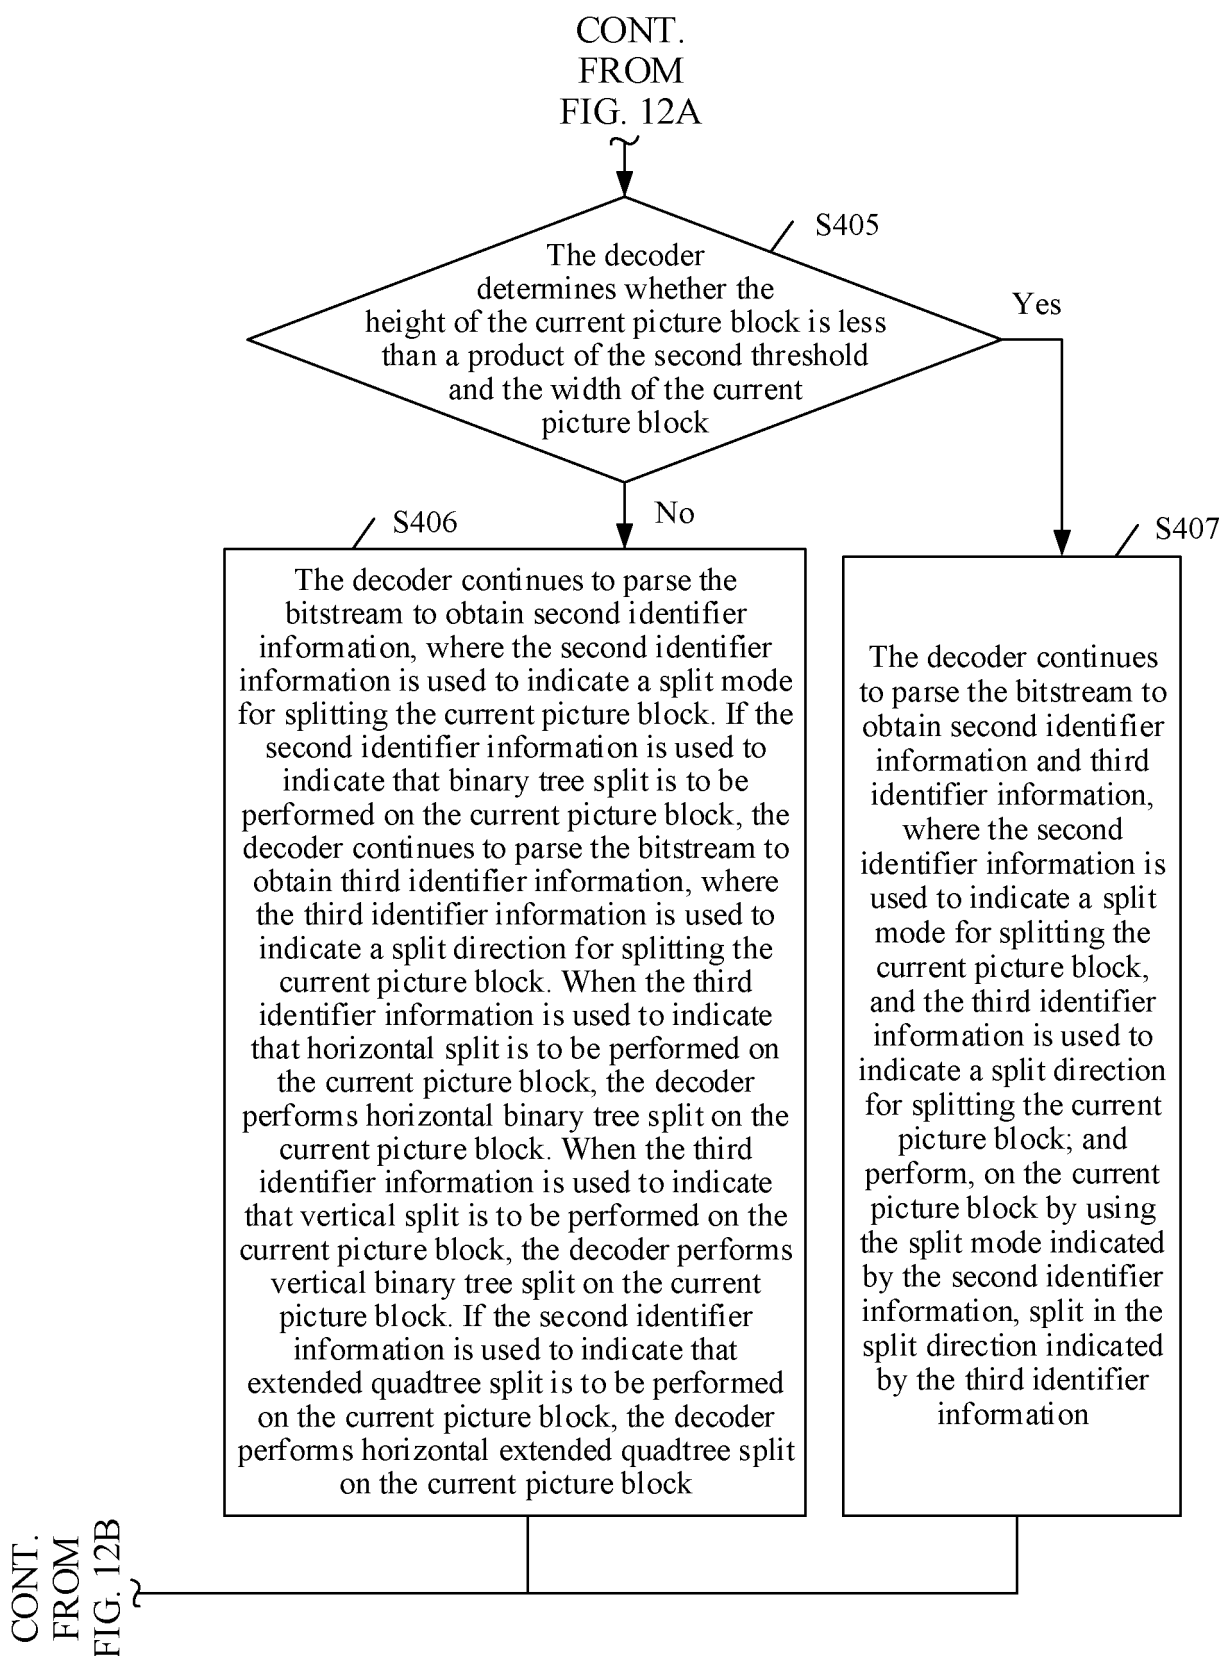 CONT.
FROM
FIG. 12A
S405
The decoder
determines whether the
height of the current picture block is less
than a product of the second threshold
and the width of the current
picture block
Yes
No
S406
The decoder continues to parse the
bitstream to obtain second identifier
information, where the second identifier
information is used to indicate a split mode
for splitting the current picture block. If the
second identifier information is used to
indicate that binary tree split is to be
performed on the current picture block, the
decoder continues to parse the bitstream to
obtain third identifier information, where
the third identifier information is used to
indicate a split direction for splitting the
current picture block. When the third
identifier information is used to indicate
that horizontal split is to be performed on
the current picture block, the decoder
performs horizontal binary tree split on the
current picture block. When the third
identifier information is used to indicate
that vertical split is to be performed on the
current picture block, the decoder performs
vertical binary tree split on the current
picture block. If the second identifier
information is used to indicate that
extended quadtree split is to be performed
on the current picture block, the decoder
performs horizontal extended quadtree split
on the current picture block
S407
The decoder continues
to parse the bitstream to
obtain second identifier
information and third
identifier information,
where the second
identifier information is
used to indicate a split
mode for splitting the
current picture block,
and the third identifier
information is used to
indicate a split direction
for splitting the current
picture block; and
perform, on the current
picture block by using
the split mode indicated
by the second identifier
information, split in the
split direction indicated
by the third identifier
information
CONT.
FROM
FIG. 12B